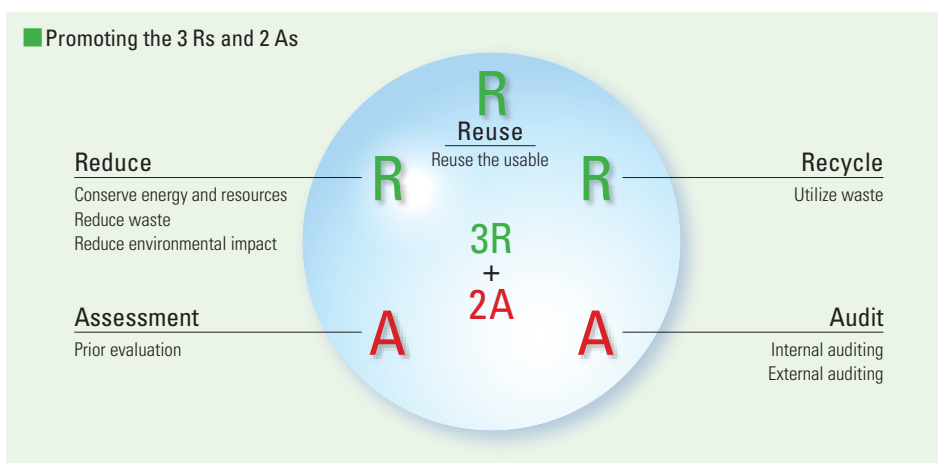 Promoting the 3 Rs and 2 As
R
Reuse
Reuse the usable
Reduce
R
Conserve energy and resources
Reduce waste
Reduce environmental impact
R
Recycle
Utilize waste
3R
+
2A
Assessment
A
Prior evaluation
A
Audit
Internal auditing
External auditing